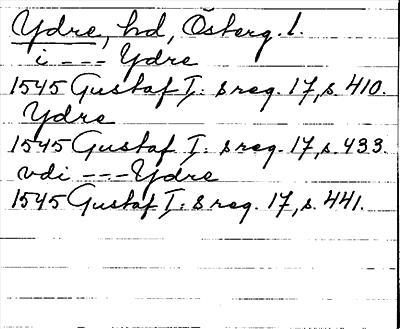 Ydre, hd, Österg. l.
i --- Ydre
1545 Gustaf I: s reg. 17, s. 410.
Ydre
1545 Gustaf I: s reg. 17, s. 433.
vdi --- Ydre
1545 Gustaf I: s reg. 17, s. 441.